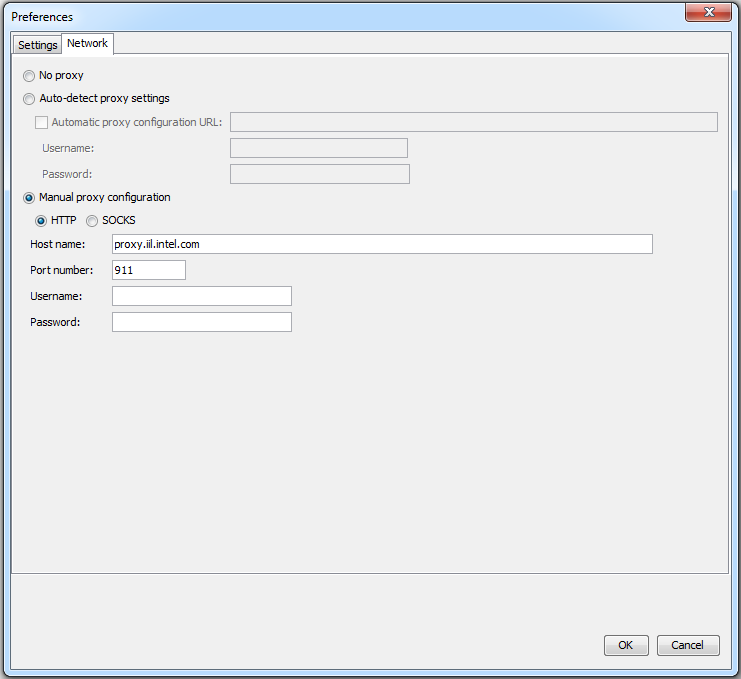 Preferences
Settings Network
No proxy
Auto-detect proxy settings
Automatic proxy configuration URL:
Username:
Password:
Manual proxy configuration
HTTP SOCKS
Host name: proxy.iil.intel.com
Port number: 911
Username:
Password:
OK Cancel